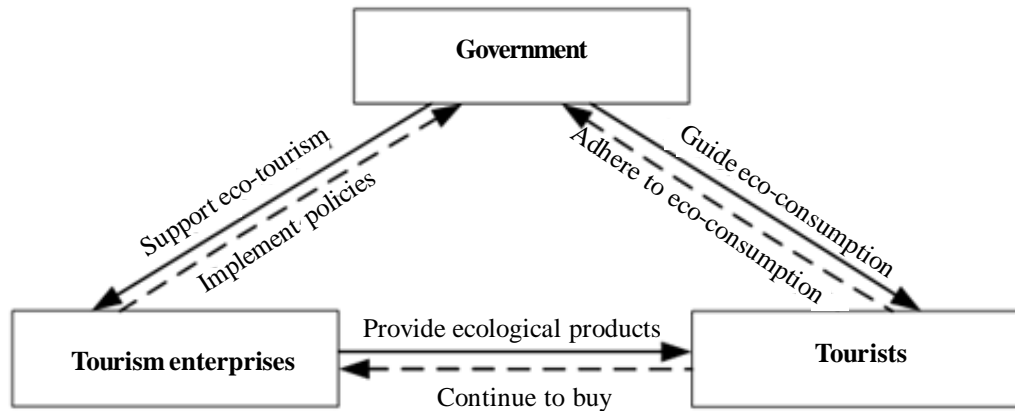 Government
Support eco-tourism
Implement policies
Guide eco-consumption
Adhere to eco-consumption
Tourism enterprises
Provide ecological products
Continue to buy
Tourists